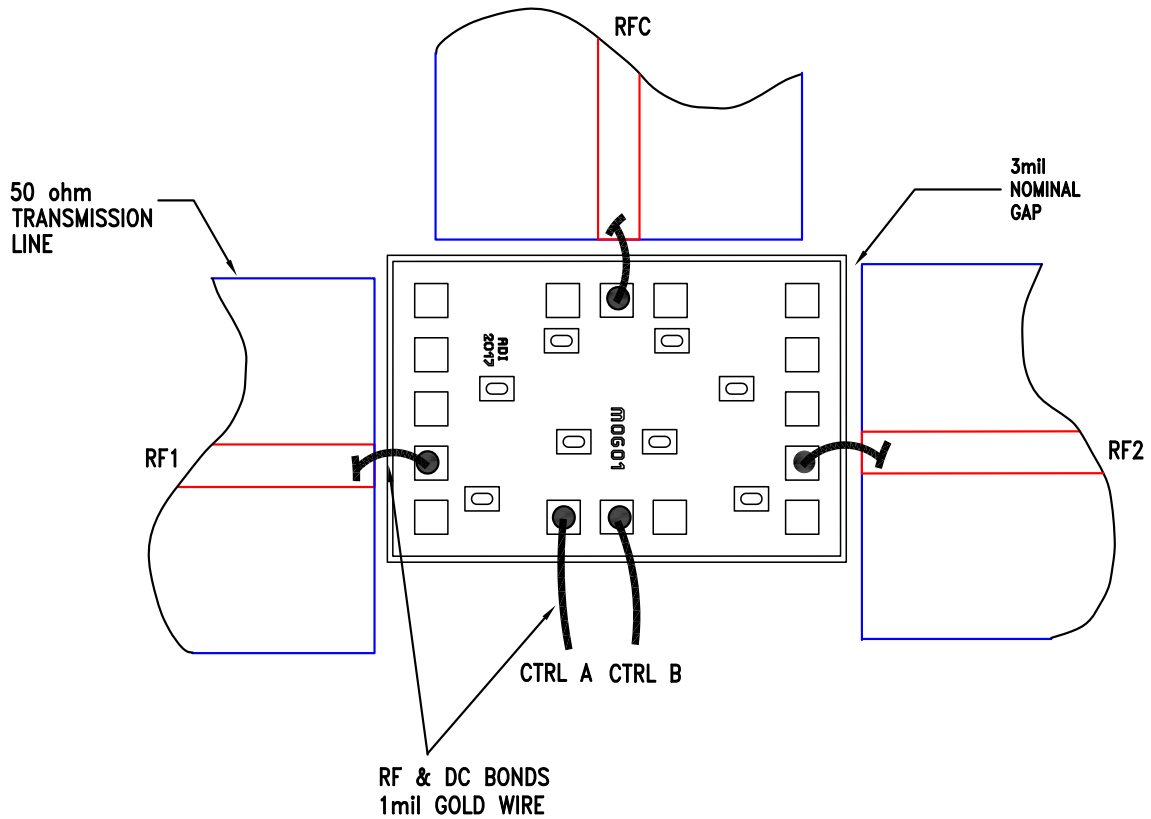 RFC
50 ohm
TRANSMISSION
LINE
3mil
NOMINAL
GAP
ADI
2017
MDG01
RF1
RF2
CTRL A CTRL B
RF & DC BONDS
1mil GOLD WIRE